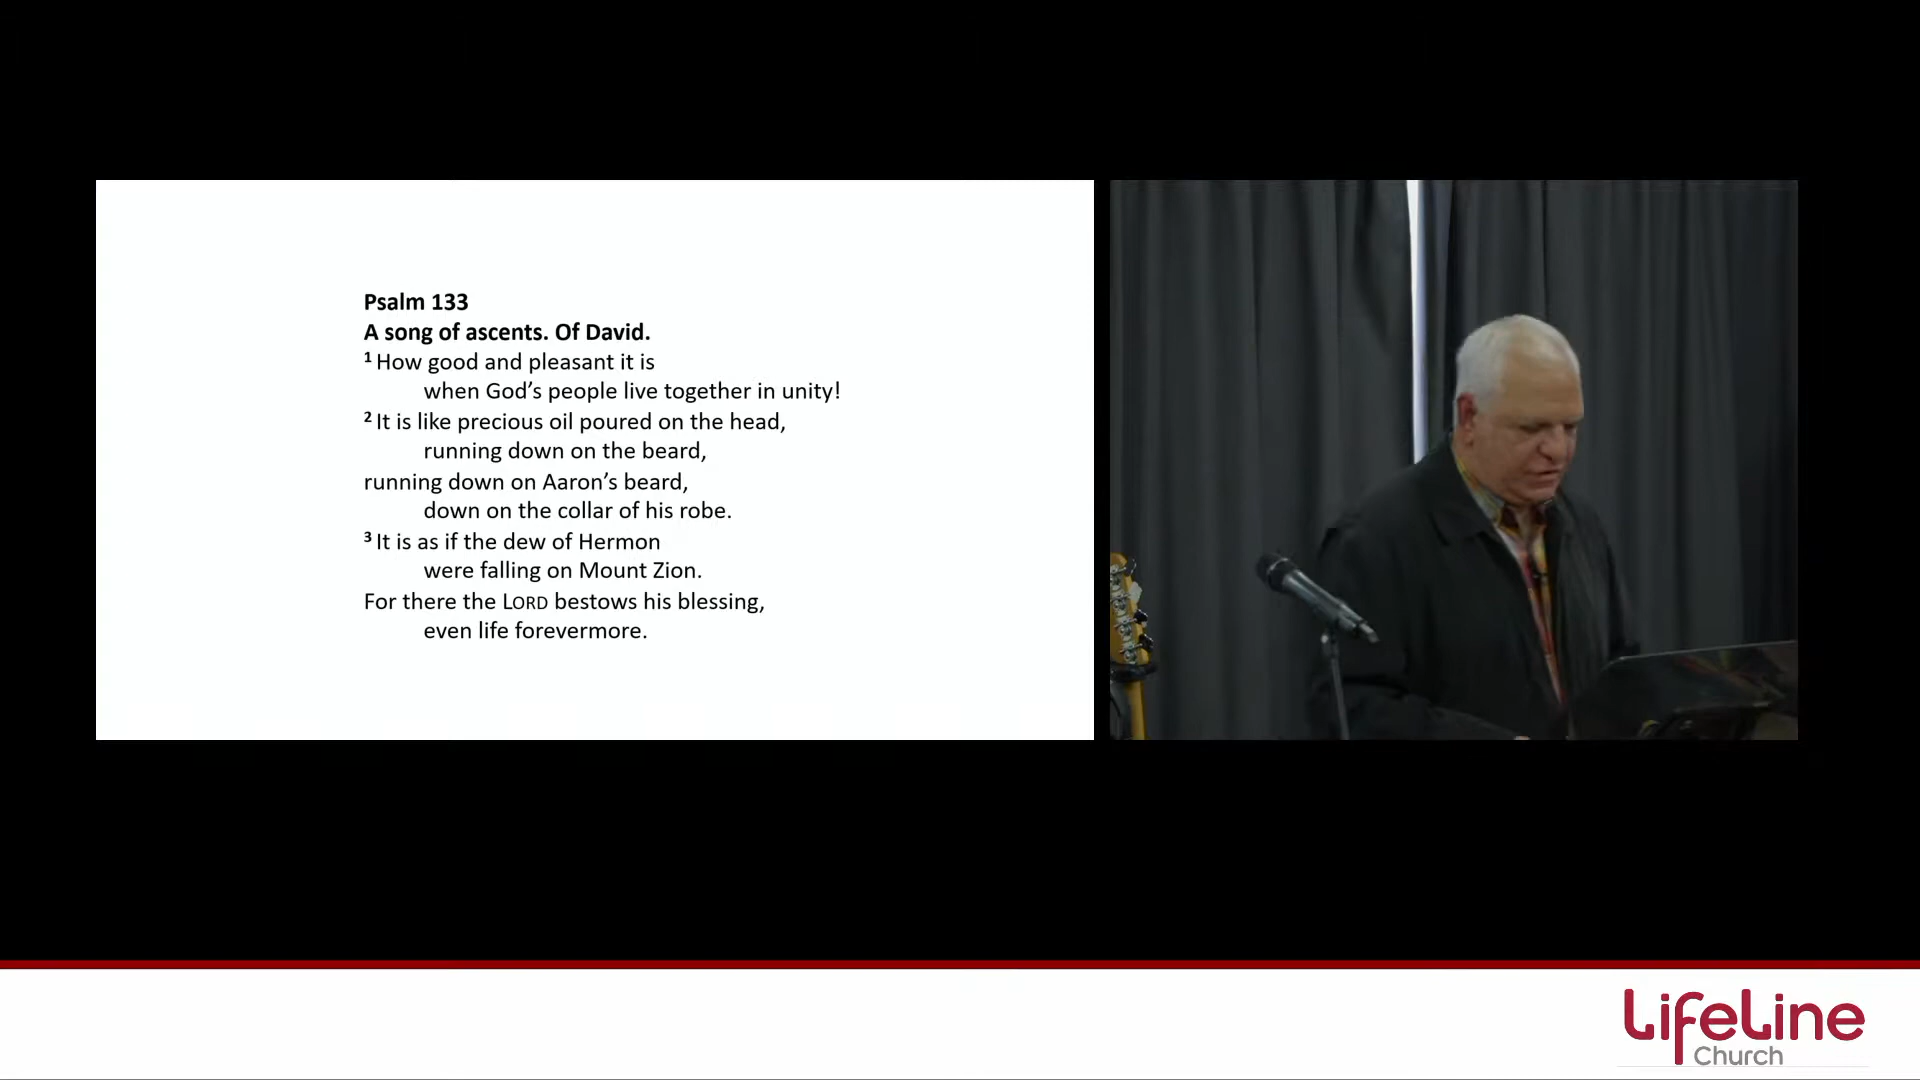 Psalm 133
A song of ascents. Of David.
¹ How good and pleasant it is
when God’s people live together in unity!
² It is like precious oil poured on the head,
running down on the beard,
running down on Aaron’s beard,
down on the collar of his robe.
³ It is as if the dew of Hermon
were falling on Mount Zion.
For there the LORD bestows his blessing,
even life forevermore.
LifeLine
Church